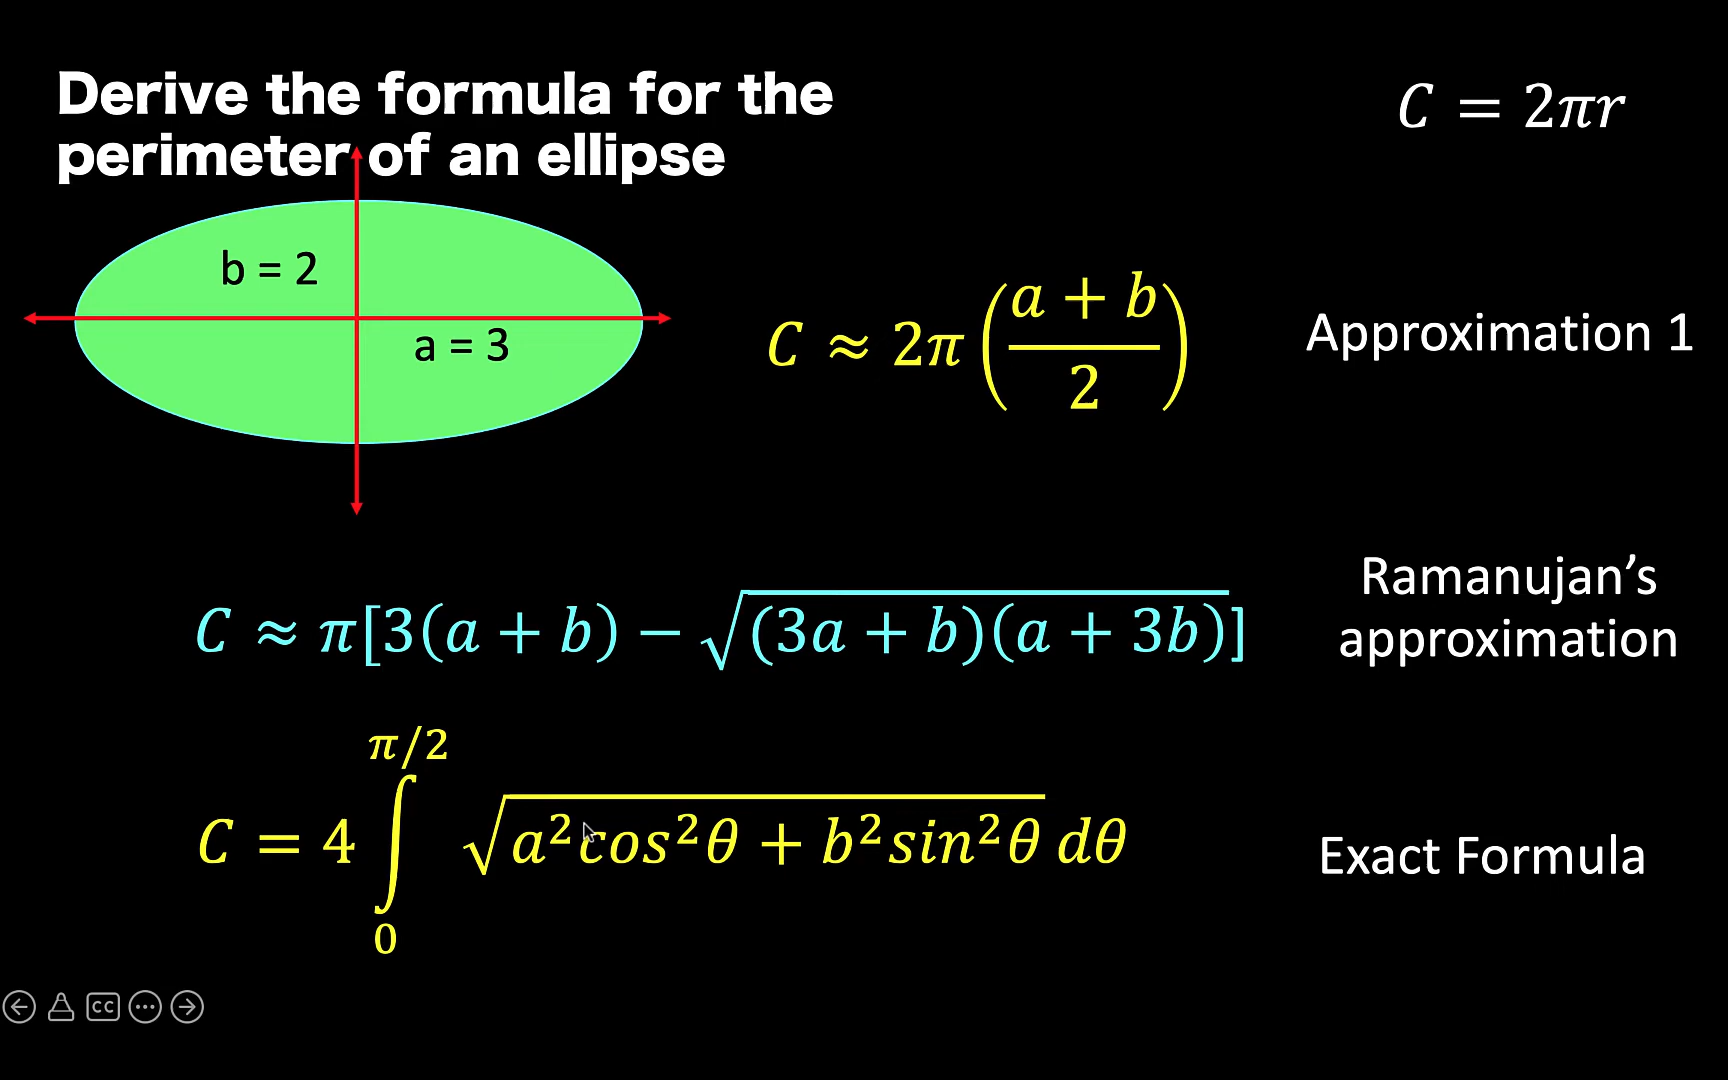 Derive the formula for the
perimeter of an ellipse
C = 2πr
b = 2
a = 3
C ≈ 2π((a + b)/2)
Approximation 1
C ≈ π[3(a + b) − √((3a + b)(a + 3b))]
Ramanujan’s
approximation
C = 4 ∫₀^(π/2) √(a²cos²θ + b²sin²θ) dθ
Exact Formula
CC